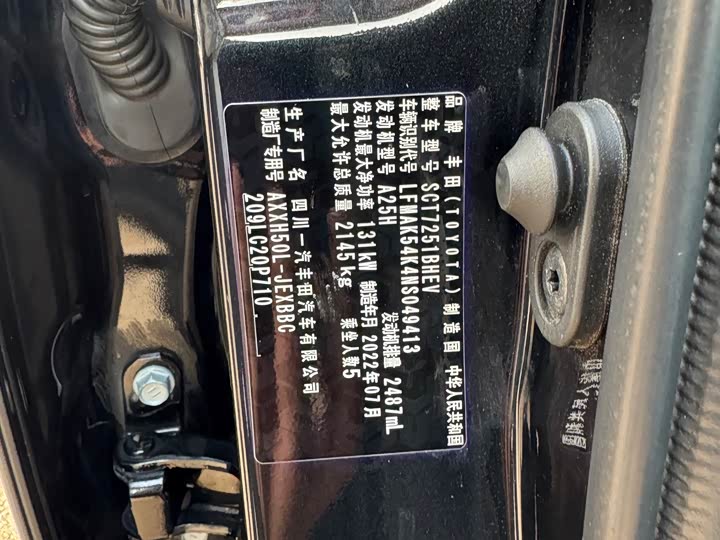 品牌 丰田(TOYOTA) 制造国 中华人民共和国
整车型号 SCT7251BHEV
车辆识别代号 LFMAK54K4NS049413
发动机型号 A25H 发动机排量 2487mL
发动机最大净功率 131kW 制造年月 2022年07月
最大允许总质量 2145kg 乘坐人数5
生产厂名 四川一汽丰田汽车有限公司
制造厂专用号 AYXH50L-JEXBBC
209LC20P710